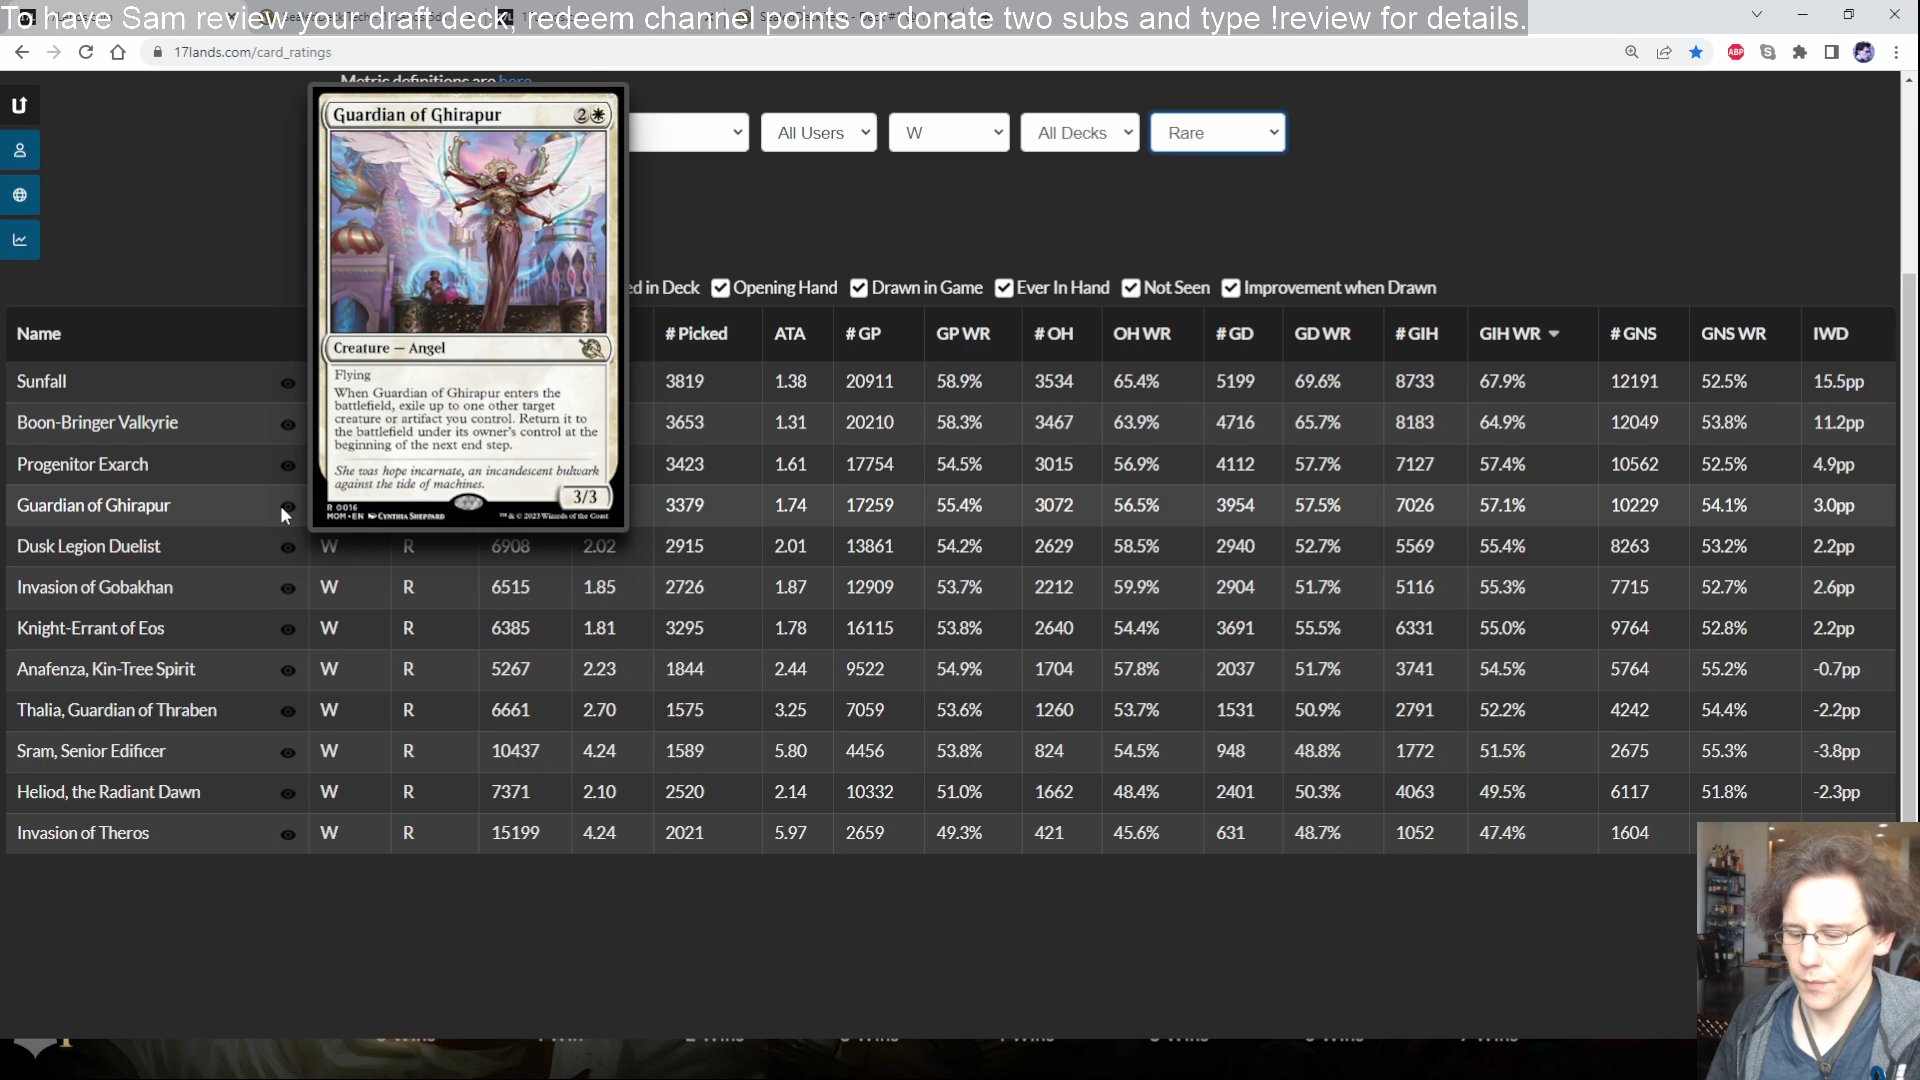 To have Sam review your draft deck, redeem channel points or donate two subs and type !review for details.
17lands.com/card_ratings
ABP
Metric definitions are here
All Users
W
All Decks
Rare
ed in Deck
Opening Hand
Drawn in Game
Ever In Hand
Not Seen
Improvement when Drawn
Guardian of Ghirapur 2
Creature — Angel
Flying
When Guardian of Ghirapur enters the
battlefield, exile up to one other target
creature or artifact you control. Return it to
the battlefield under its owner's control at the
beginning of the next end step.
She was hope incarnate, an incandescent bulwark
against the tide of machines.
3/3
R 0016
MOM • EN CYNTHIA SHEPPARD
™ & © 2023 Wizards of the Coast
Name # Picked ATA # GP GP WR # OH OH WR # GD GD WR # GIH GIH WR # GNS GNS WR IWD
Sunfall 3819 1.38 20911 58.9% 3534 65.4% 5199 69.6% 8733 67.9% 12191 52.5% 15.5pp
Boon-Bringer Valkyrie 3653 1.31 20210 58.3% 3467 63.9% 4716 65.7% 8183 64.9% 12049 53.8% 11.2pp
Progenitor Exarch 3423 1.61 17754 54.5% 3015 56.9% 4112 57.7% 7127 57.4% 10562 52.5% 4.9pp
Guardian of Ghirapur 3379 1.74 17259 55.4% 3072 56.5% 3954 57.5% 7026 57.1% 10229 54.1% 3.0pp
Dusk Legion Duelist W R 6908 2.02 2915 2.01 13861 54.2% 2629 58.5% 2940 52.7% 5569 55.4% 8263 53.2% 2.2pp
Invasion of Gobakhan W R 6515 1.85 2726 1.87 12909 53.7% 2212 59.9% 2904 51.7% 5116 55.3% 7715 52.7% 2.6pp
Knight-Errant of Eos W R 6385 1.81 3295 1.78 16115 53.8% 2640 54.4% 3691 55.5% 6331 55.0% 9764 52.8% 2.2pp
Anafenza, Kin-Tree Spirit W R 5267 2.23 1844 2.44 9522 54.9% 1704 57.8% 2037 51.7% 3741 54.5% 5764 55.2% -0.7pp
Thalia, Guardian of Thraben W R 6661 2.70 1575 3.25 7059 53.6% 1260 53.7% 1531 50.9% 2791 52.2% 4242 54.4% -2.2pp
Sram, Senior Edificer W R 10437 4.24 1589 5.80 4456 53.8% 824 54.5% 948 48.8% 1772 51.5% 2675 55.3% -3.8pp
Heliod, the Radiant Dawn W R 7371 2.10 2520 2.14 10332 51.0% 1662 48.4% 2401 50.3% 4063 49.5% 6117 51.8% -2.3pp
Invasion of Theros W R 15199 4.24 2021 5.97 2659 49.3% 421 45.6% 631 48.7% 1052 47.4% 1604